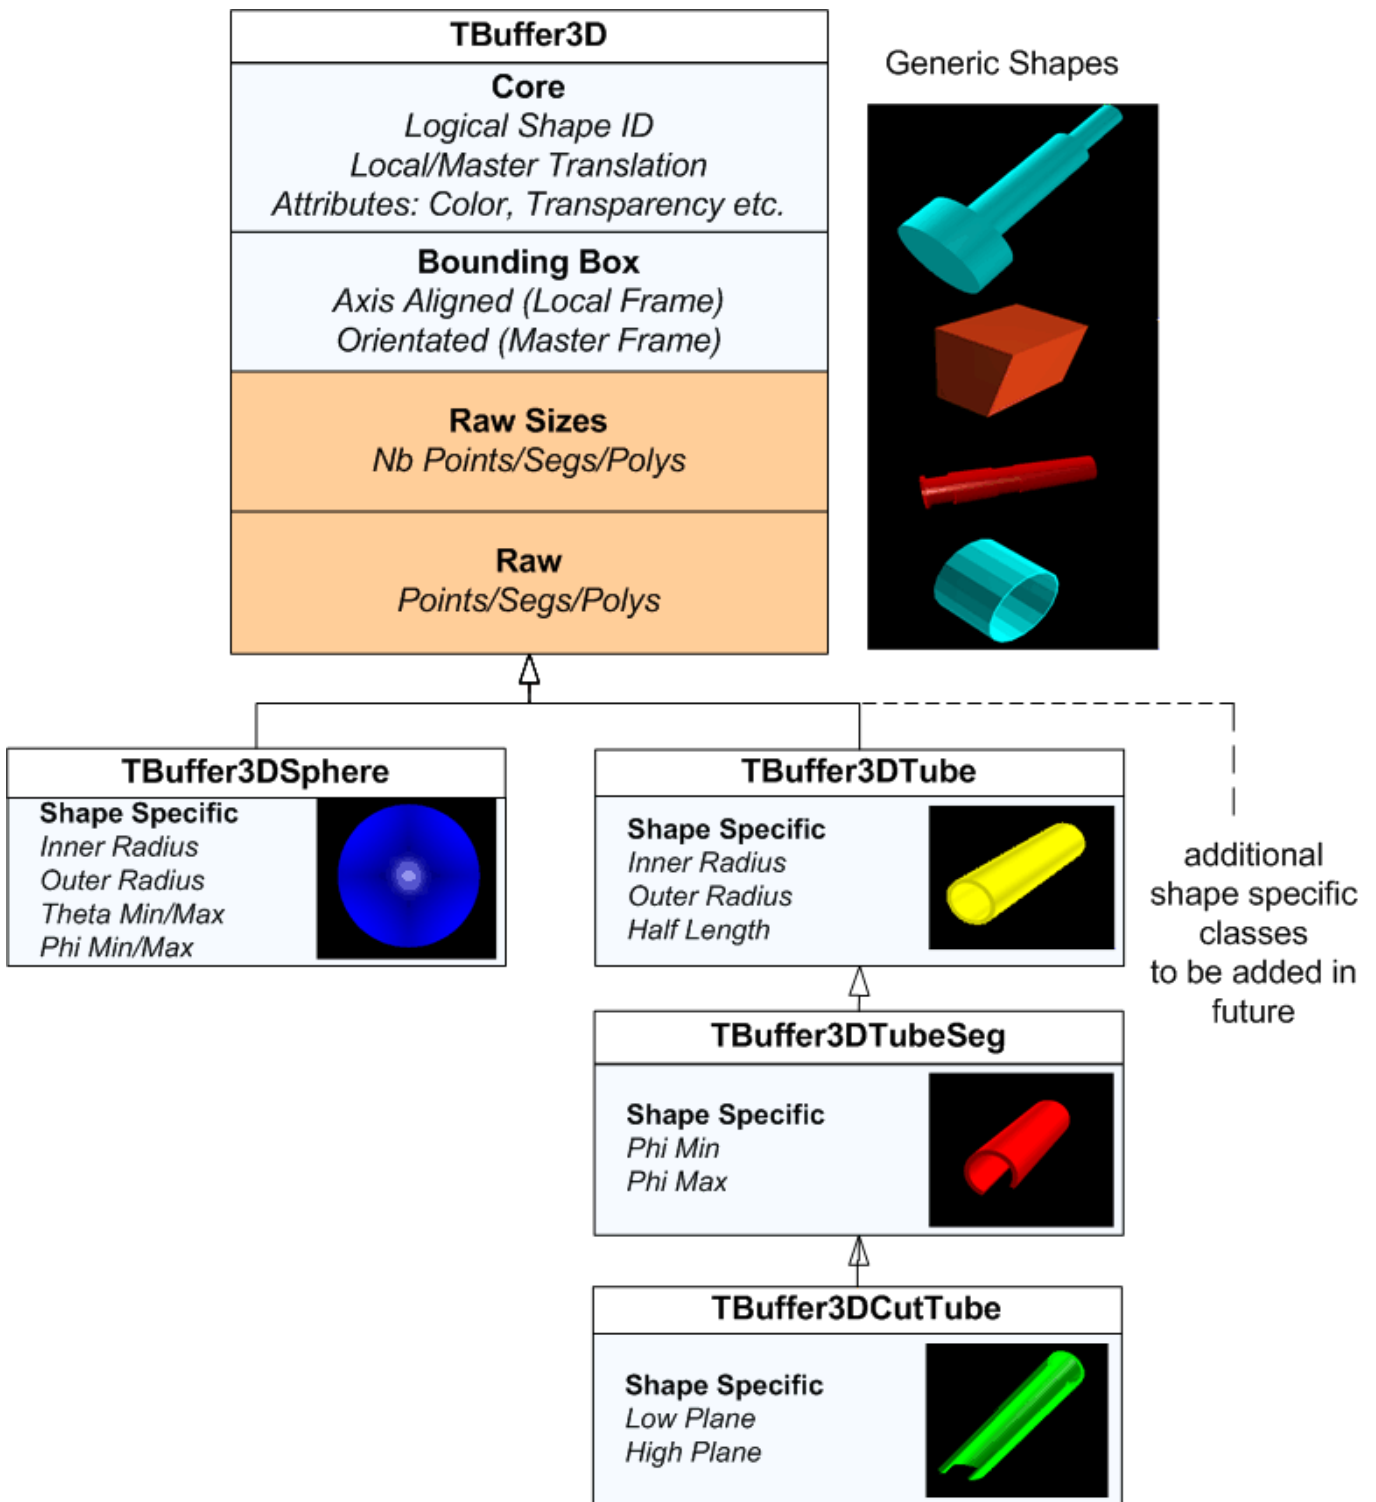 TBuffer3D
Core
Logical Shape ID
Local/Master Translation
Attributes: Color, Transparency etc.
Bounding Box
Axis Aligned (Local Frame)
Orientated (Master Frame)
Raw Sizes
Nb Points/Segs/Polys
Raw
Points/Segs/Polys
Generic Shapes
TBuffer3DSphere
Shape Specific
Inner Radius
Outer Radius
Theta Min/Max
Phi Min/Max
TBuffer3DTube
Shape Specific
Inner Radius
Outer Radius
Half Length
additional
shape specific
classes
to be added in
future
TBuffer3DTubeSeg
Shape Specific
Phi Min
Phi Max
TBuffer3DCutTube
Shape Specific
Low Plane
High Plane